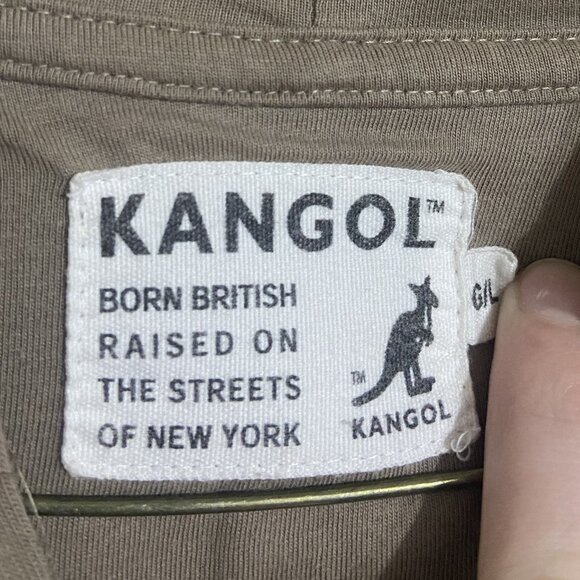 KANGOL™
BORN BRITISH
RAISED ON
THE STREETS
OF NEW YORK
TM
KANGOL
G/L